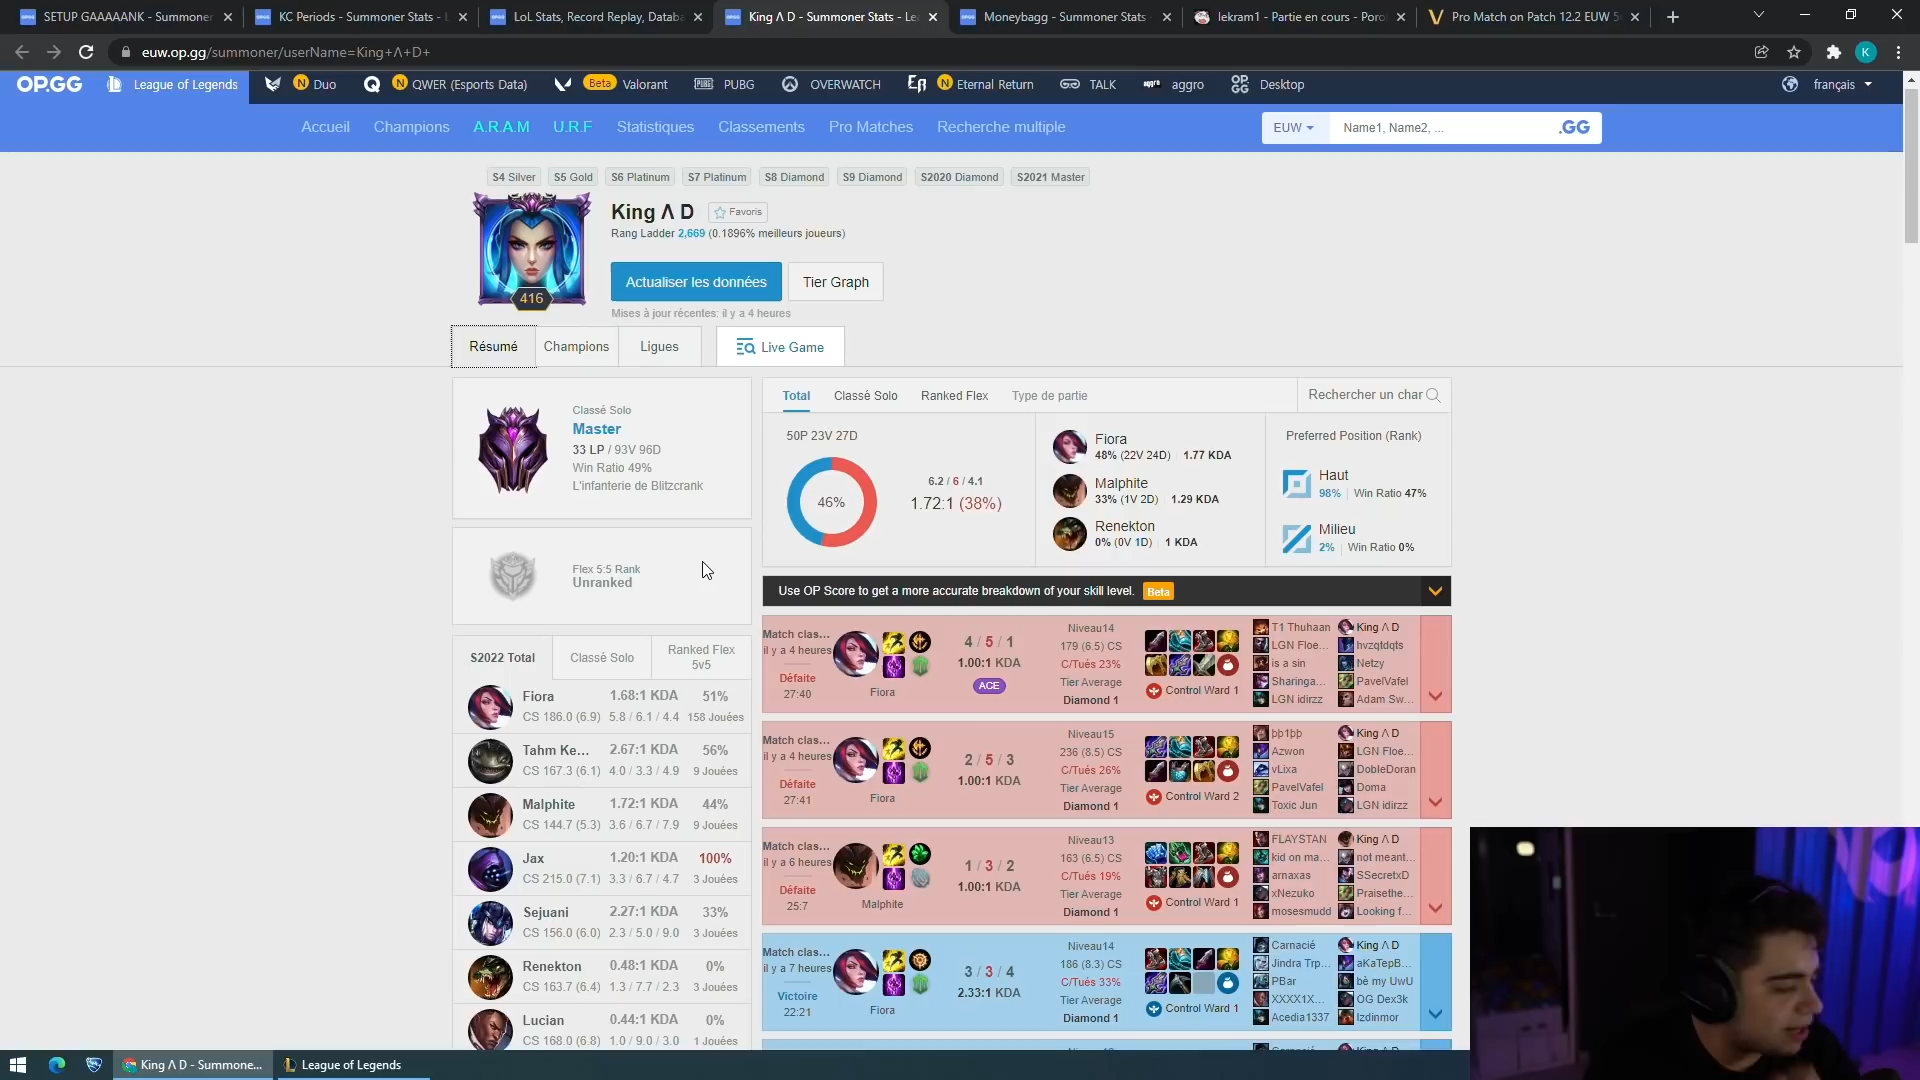 SETUP GAAAAANK - Summoner
KC Periods - Summoner Stats - L
LoL Stats, Record Replay, Databa
King Λ D - Summoner Stats - Lea
Moneybagg - Summoner Stats -
lekram1 - Partie en cours - Porof
Pro Match on Patch 12.2 EUW 5
euw.op.gg/summoner/userName=King+Λ+D+
K
OP.GG
League of Legends
N Duo
N QWER (Esports Data)
Beta Valorant
PUBG
OVERWATCH
N Eternal Return
TALK
aggro
Desktop
français
Accueil
Champions
A.R.A.M
U.R.F
Statistiques
Classements
Pro Matches
Recherche multiple
EUW
Name1, Name2, ...
.GG
S4 Silver
S5 Gold
S6 Platinum
S7 Platinum
S8 Diamond
S9 Diamond
S2020 Diamond
S2021 Master
416
King Λ D
Favoris
Rang Ladder 2,669 (0.1896% meilleurs joueurs)
Actualiser les données
Tier Graph
Mises à jour récentes: il y a 4 heures
Résumé
Champions
Ligues
Live Game
Classé Solo
Master
33 LP / 93V 96D
Win Ratio 49%
L'infanterie de Blitzcrank
Flex 5:5 Rank
Unranked
S2022 Total
Classé Solo
Ranked Flex
5v5
Fiora 1.68:1 KDA 51%
CS 186.0 (6.9) 5.8 / 6.1 / 4.4 158 Jouées
Tahm Ke... 2.67:1 KDA 56%
CS 167.3 (6.1) 4.0 / 3.3 / 4.9 9 Jouées
Malphite 1.72:1 KDA 44%
CS 144.7 (5.3) 3.6 / 6.7 / 7.9 9 Jouées
Jax 1.20:1 KDA 100%
CS 215.0 (7.1) 3.3 / 6.7 / 4.7 3 Jouées
Sejuani 2.27:1 KDA 33%
CS 156.0 (6.0) 2.3 / 5.0 / 9.0 3 Jouées
Renekton 0.48:1 KDA 0%
CS 163.7 (6.4) 1.3 / 7.7 / 2.3 3 Jouées
Lucian 0.44:1 KDA 0%
CS 168.0 (6.8) 1.0 / 9.0 / 3.0 1 Jouées
Total
Classé Solo
Ranked Flex
Type de partie
Rechercher un char
50P 23V 27D
46%
6.2 / 6 / 4.1
1.72:1 (38%)
Fiora
48% (22V 24D) 1.77 KDA
Malphite
33% (1V 2D) 1.29 KDA
Renekton
0% (0V 1D) 1 KDA
Preferred Position (Rank)
Haut
98% Win Ratio 47%
Milieu
2% Win Ratio 0%
Use OP Score to get a more accurate breakdown of your skill level. Beta
Match clas...
il y a 4 heures
Défaite
27:40
Fiora
4 / 5 / 1
1.00:1 KDA
ACE
Niveau14
179 (6.5) CS
C/Tués 23%
Tier Average
Diamond 1
Control Ward 1
T1 Thuhaan
LGN Floe...
is a sin
Sharinga...
LGN idirzz
King Λ D
hvzqtdqts
Netzy
PavelVafel
Adam Sw...
Match clas...
il y a 4 heures
Défaite
27:41
Fiora
2 / 5 / 3
1.00:1 KDA
Niveau15
236 (8.5) CS
C/Tués 26%
Tier Average
Diamond 1
Control Ward 2
þþ1þþ
Azwon
vLixa
PavelVafel
Toxic Jun
King Λ D
LGN Floe...
DobleDoran
Doma
LGN idirzz
Match clas...
il y a 6 heures
Défaite
25:7
Malphite
1 / 3 / 2
1.00:1 KDA
Niveau13
163 (6.5) CS
C/Tués 19%
Tier Average
Diamond 1
Control Ward 1
FLAYSTAN
kid on ma...
arnaxas
xNezuko
mosesmudd
King Λ D
not meant...
SSecretxD
Praisethe...
Looking f...
Match clas...
il y a 7 heures
Victoire
22:21
Fiora
3 / 3 / 4
2.33:1 KDA
Niveau14
186 (8.3) CS
C/Tués 33%
Tier Average
Diamond 1
Control Ward 1
Carnacié
Jindra Trp...
PBar
XXXX1X...
Acedia1337
King Λ D
aKaTepB...
bè my UwU
OG Dex3k
Izdinmor
King Λ D - Summone...
League of Legends